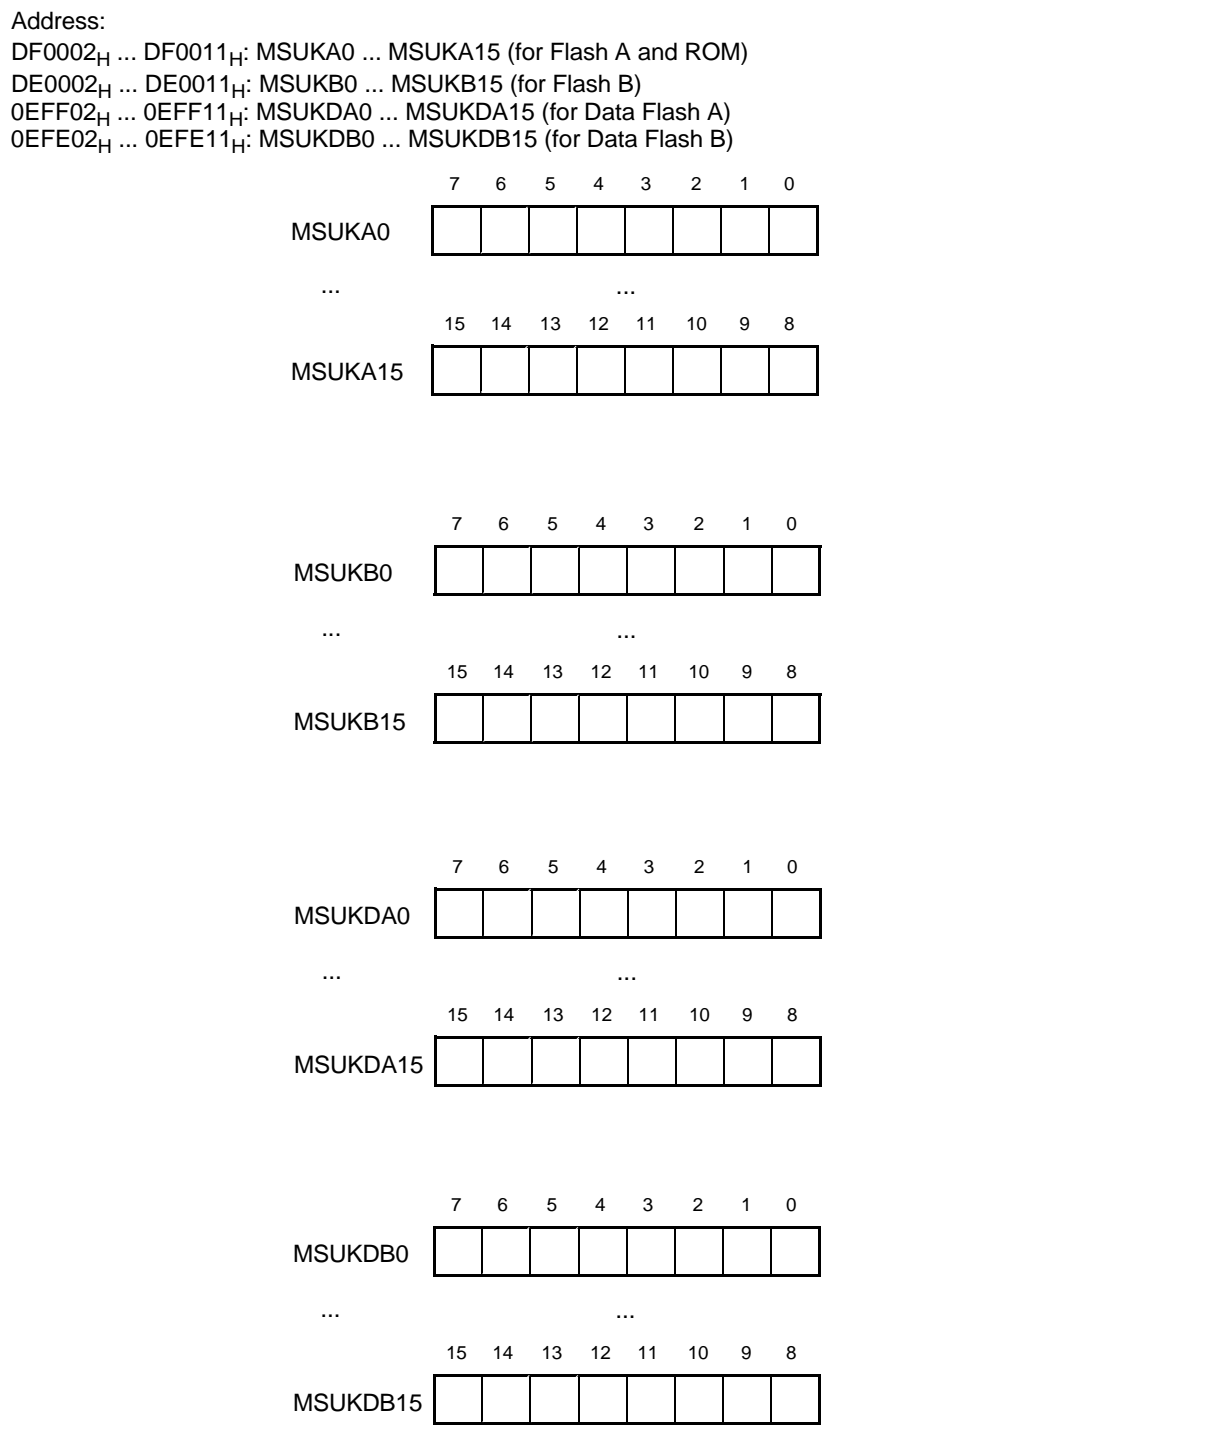 Address:
DF0002H ... DF0011H: MSUKA0 ... MSUKA15 (for Flash A and ROM)
DE0002H ... DE0011H: MSUKB0 ... MSUKB15 (for Flash B)
0EFF02H ... 0EFF11H: MSUKDA0 ... MSUKDA15 (for Data Flash A)
0EFE02H ... 0EFE11H: MSUKDB0 ... MSUKDB15 (for Data Flash B)
7 6 5 4 3 2 1 0
MSUKA0
... ...
15 14 13 12 11 10 9 8
MSUKA15
7 6 5 4 3 2 1 0
MSUKB0
... ...
15 14 13 12 11 10 9 8
MSUKB15
7 6 5 4 3 2 1 0
MSUKDA0
... ...
15 14 13 12 11 10 9 8
MSUKDA15
7 6 5 4 3 2 1 0
MSUKDB0
... ...
15 14 13 12 11 10 9 8
MSUKDB15